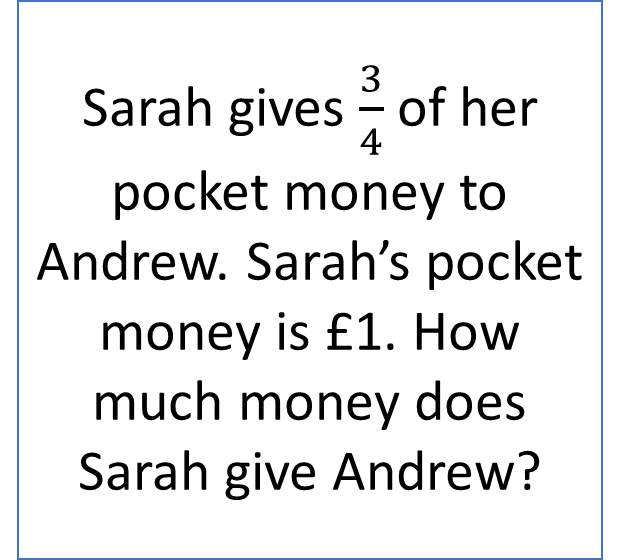 Sarah gives 3/4 of her
pocket money to
Andrew. Sarah’s pocket
money is £1. How
much money does
Sarah give Andrew?